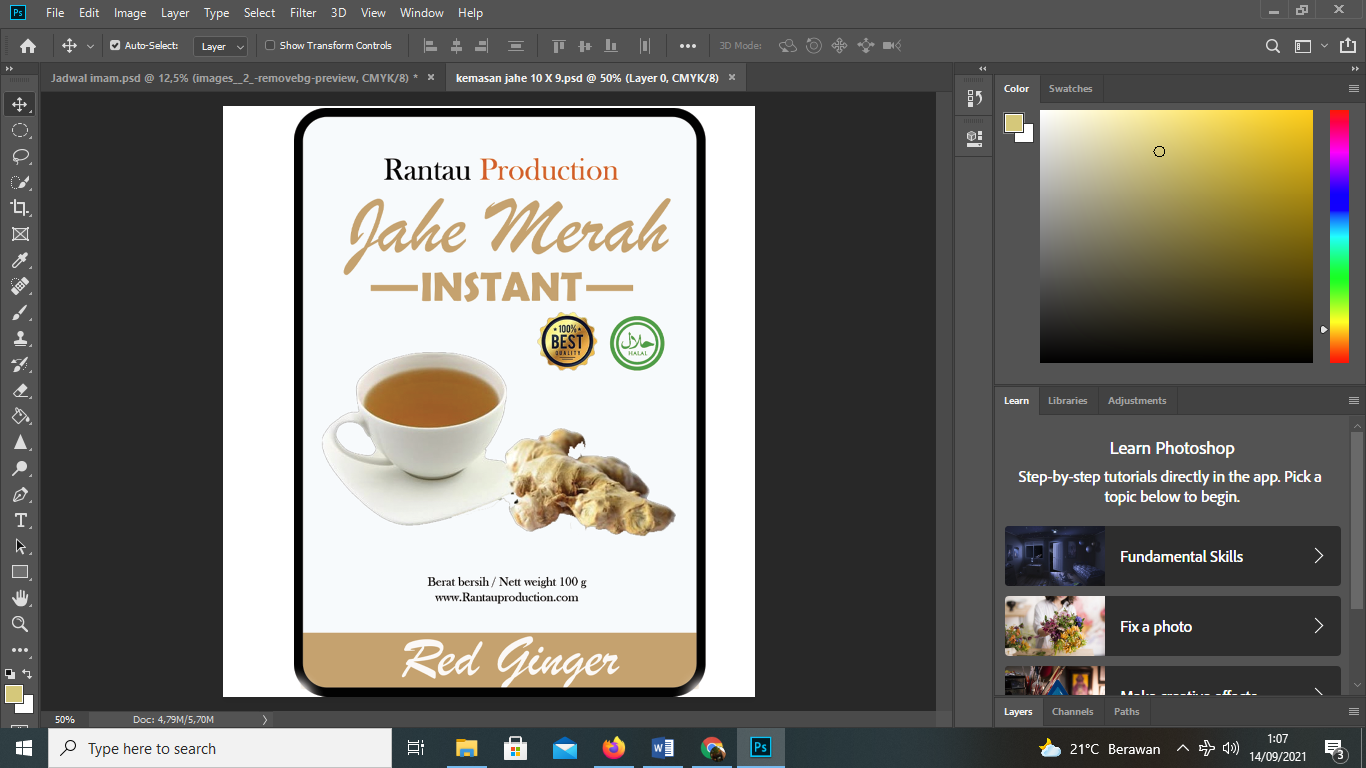 Ps File Edit Image Layer Type Select Filter 3D View Window Help
Auto-Select: Layer Show Transform Controls 3D Mode:
Jadwal imam.psd @ 12,5% (images__2_-removebg-preview, CMYK/8) * ×
kemasan jahe 10 X 9.psd @ 50% (Layer 0, CMYK/8) ×
Rantau Production
Jahe Merah
INSTANT
100%
BEST
QUALITY
حلال
HALAL
Berat bersih / Nett weight 100 g
www.Rantauproduction.com
Red Ginger
Color Swatches
Learn Libraries Adjustments
Learn Photoshop
Step-by-step tutorials directly in the app. Pick a
topic below to begin.
Fundamental Skills
Fix a photo
Make creative effects
Layers Channels Paths
50% Doc: 4,79M/5,70M
Type here to search
Ps
21°C Berawan
1:07
14/09/2021
3